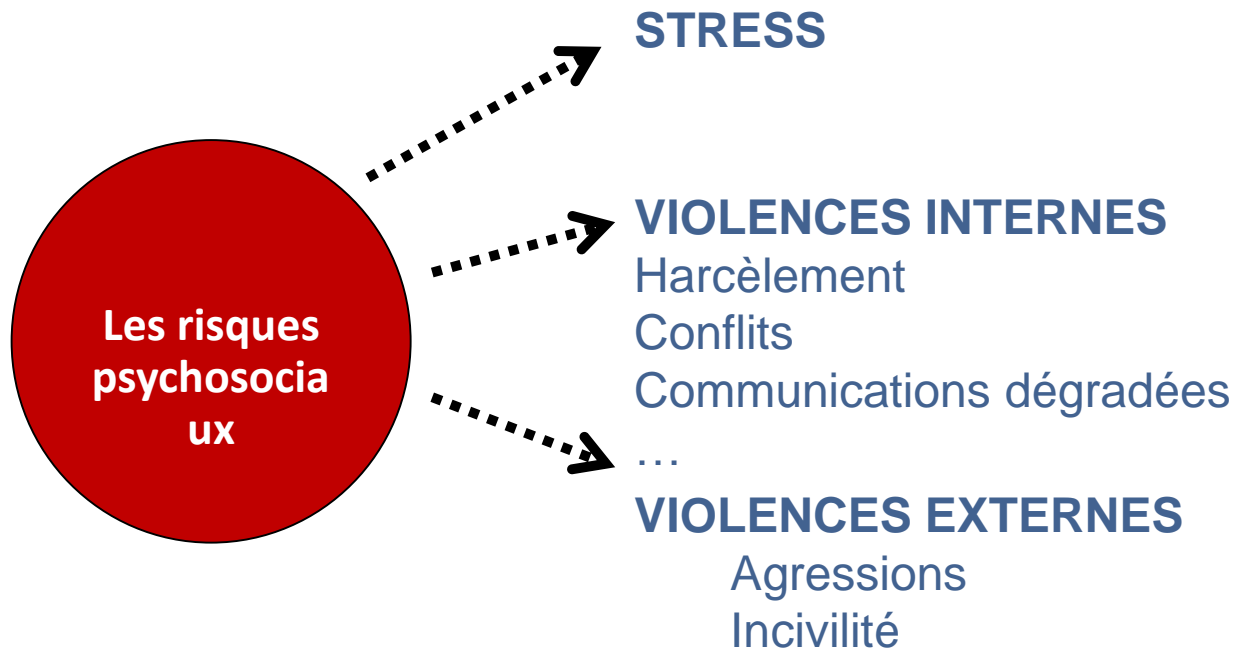 STRESS
Les risques
psychosocia
ux
VIOLENCES INTERNES
Harcèlement
Conflits
Communications dégradées
…
VIOLENCES EXTERNES
Agressions
Incivilité